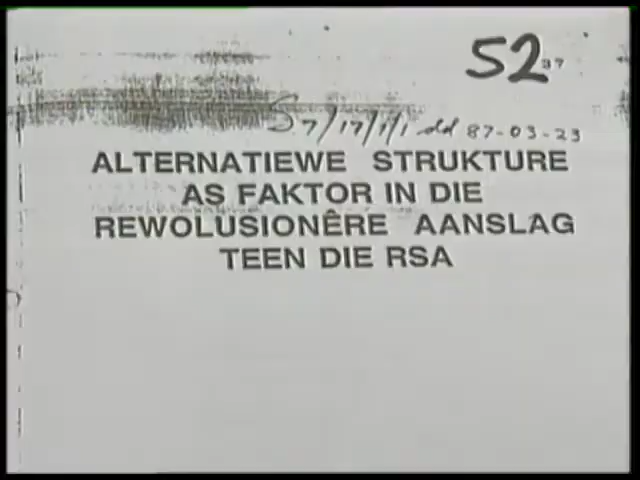 52
S7/17/1/1 dd 87-03-23
ALTERNATIEWE STRUKTURE
AS FAKTOR IN DIE
REWOLUSIONÊRE AANSLAG
TEEN DIE RSA